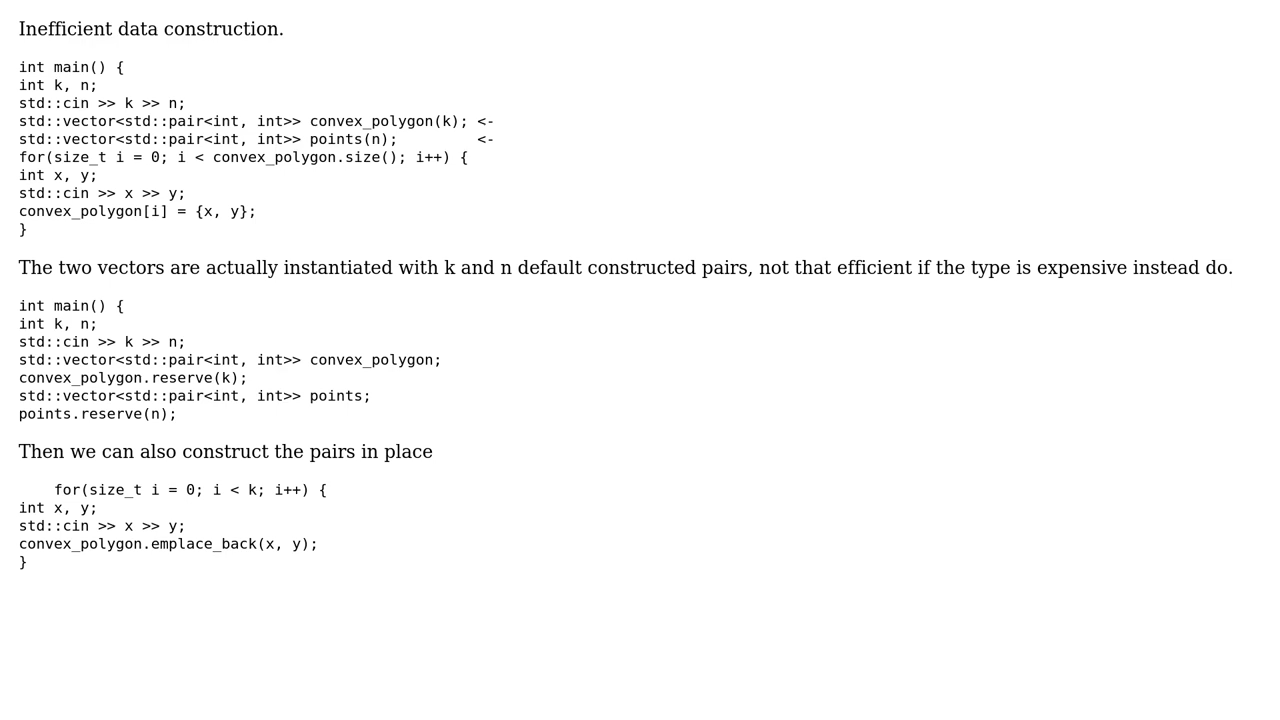 Inefficient data construction.
int main() {
int k, n;
std::cin >> k >> n;
std::vector<std::pair<int, int>> convex_polygon(k); <-
std::vector<std::pair<int, int>> points(n);         <-
for(size_t i = 0; i < convex_polygon.size(); i++) {
int x, y;
std::cin >> x >> y;
convex_polygon[i] = {x, y};
}
The two vectors are actually instantiated with k and n default constructed pairs, not that efficient if the type is expensive instead do.
int main() {
int k, n;
std::cin >> k >> n;
std::vector<std::pair<int, int>> convex_polygon;
convex_polygon.reserve(k);
std::vector<std::pair<int, int>> points;
points.reserve(n);
Then we can also construct the pairs in place
    for(size_t i = 0; i < k; i++) {
int x, y;
std::cin >> x >> y;
convex_polygon.emplace_back(x, y);
}